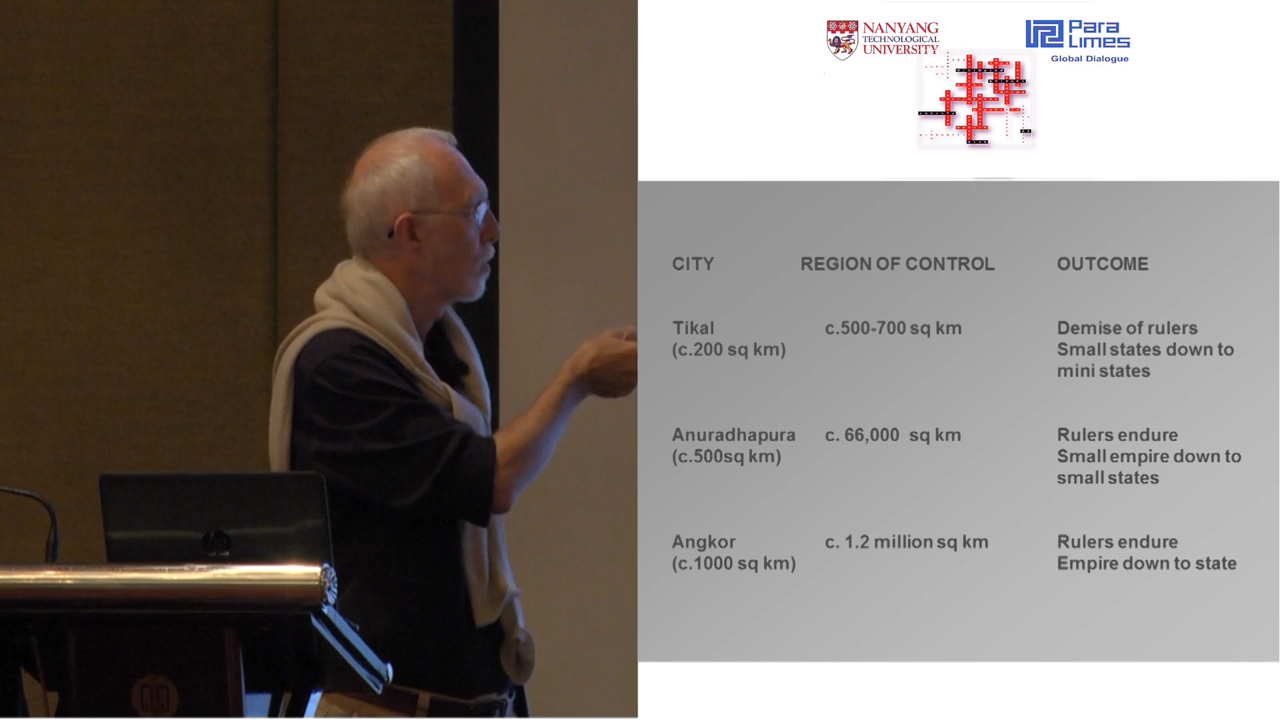 NANYANG
TECHNOLOGICAL
UNIVERSITY
Para
Limes
Global Dialogue
CITY REGION OF CONTROL OUTCOME
Tikal c.500-700 sq km Demise of rulers
(c.200 sq km) Small states down to
mini states
Anuradhapura c. 66,000 sq km Rulers endure
(c.500sq km) Small empire down to
small states
Angkor c. 1.2 million sq km Rulers endure
(c.1000 sq km) Empire down to state